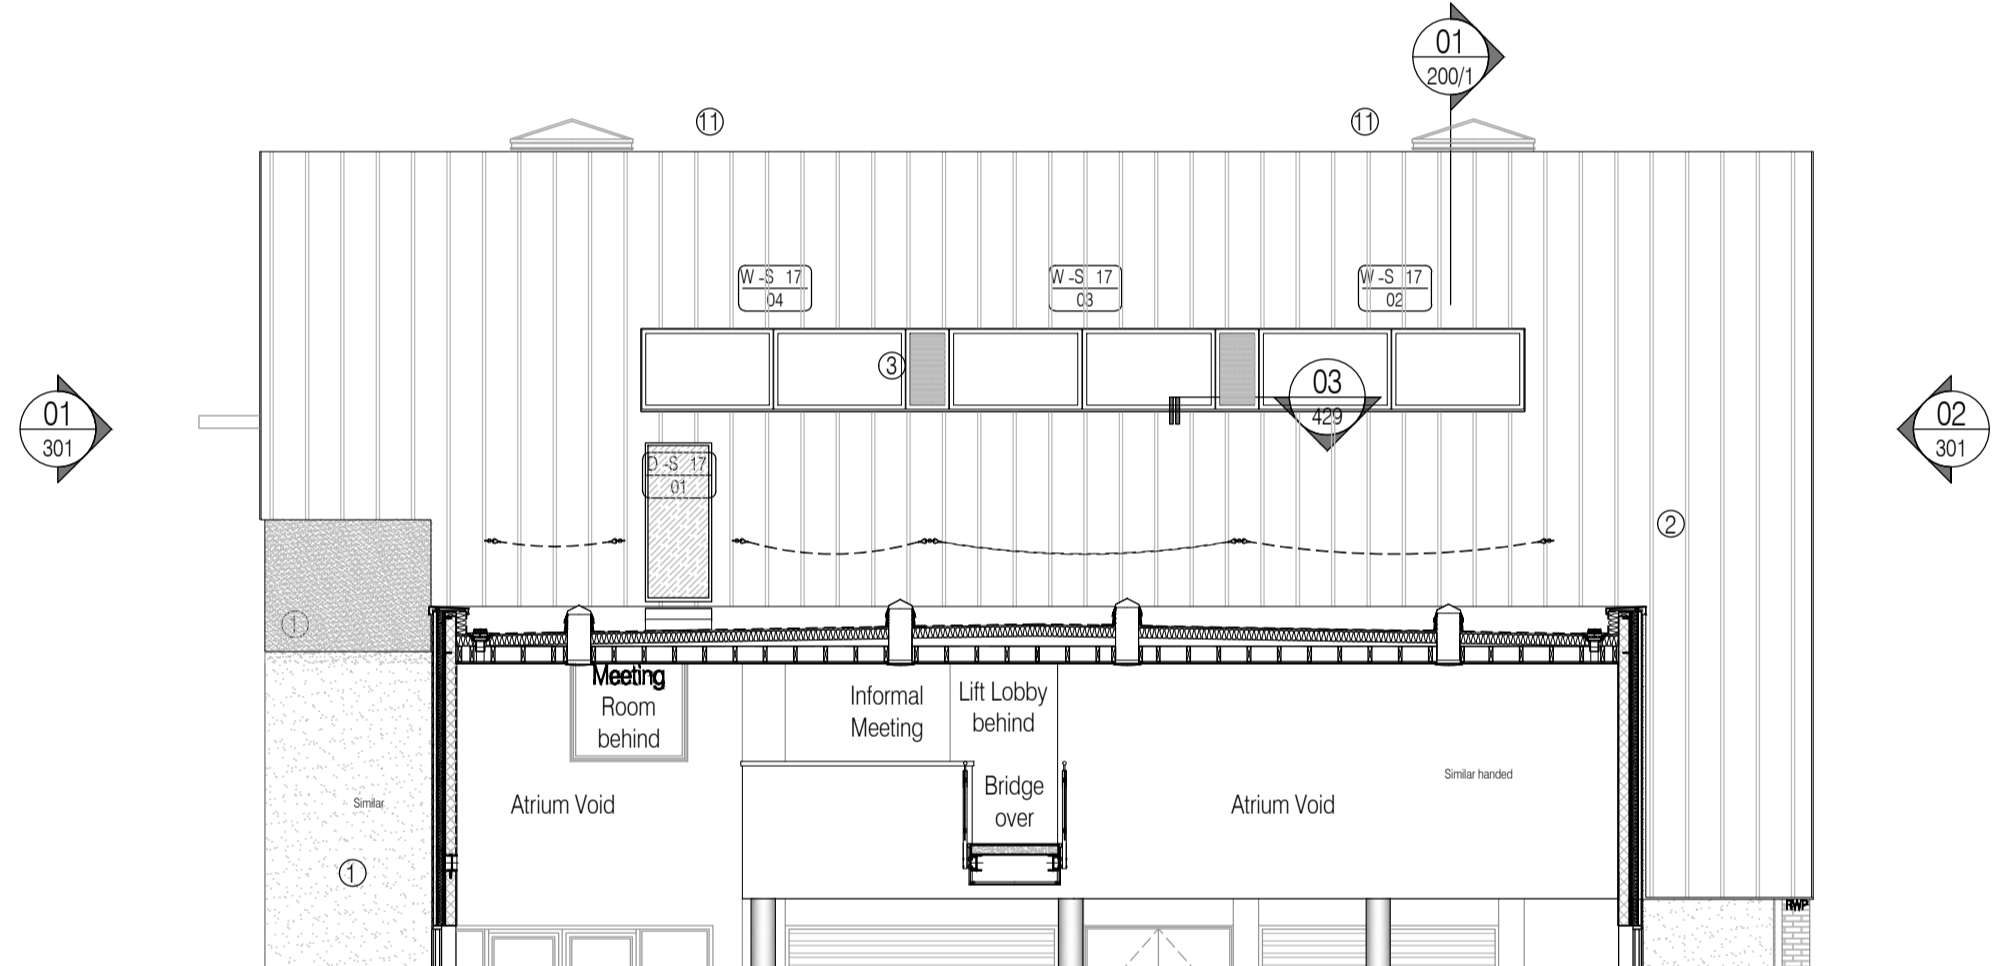 01
200/1
11
11
W -S 17
04
W -S 17
03
W -S 17
02
3
03
429
01
301
02
301
D -S 17
01
2
1
Meeting
Room
behind
Informal
Meeting
Lift Lobby
behind
Similar handed
Bridge
over
Similar
Atrium Void
Atrium Void
1
RWP